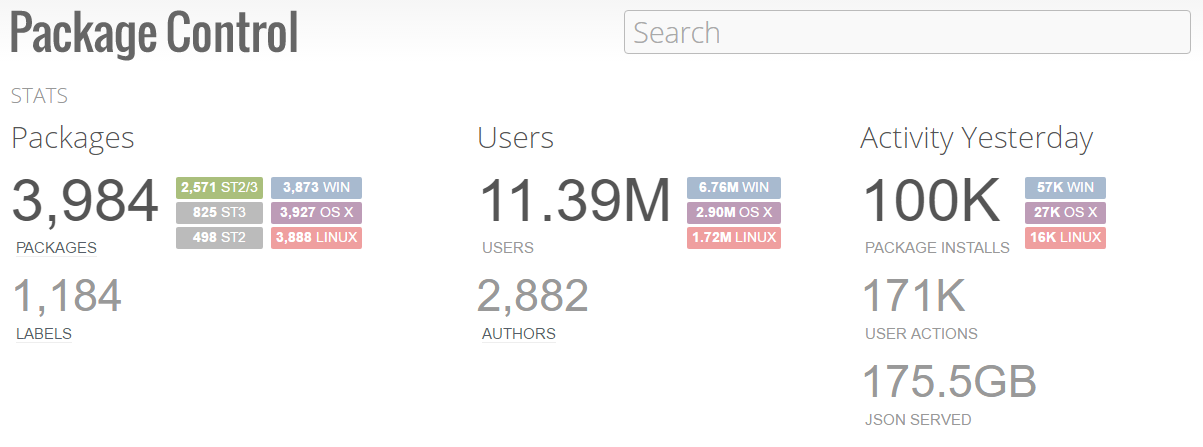 Package Control
Search
STATS
Packages
3,984
PACKAGES
2,571 ST2/3
825 ST3
498 ST2
3,873 WIN
3,927 OS X
3,888 LINUX
1,184
LABELS
Users
11.39M
USERS
6.76M WIN
2.90M OS X
1.72M LINUX
2,882
AUTHORS
Activity Yesterday
100K
PACKAGE INSTALLS
57K WIN
27K OS X
16K LINUX
171K
USER ACTIONS
175.5GB
JSON SERVED